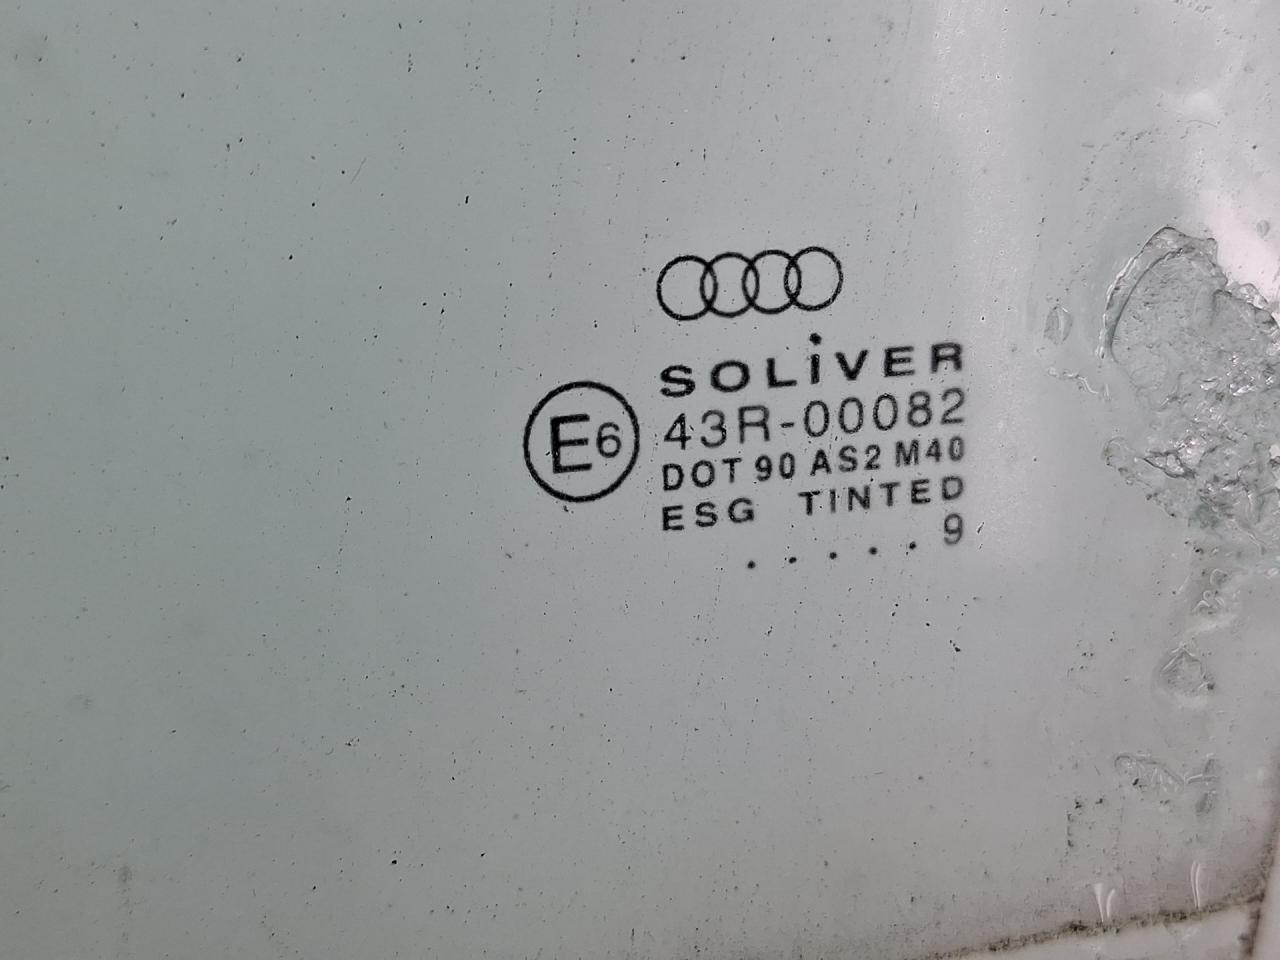 SOLiVER
E6
43R-00082
DOT 90 AS2 M40
ESG TINTED
. . . . . 9